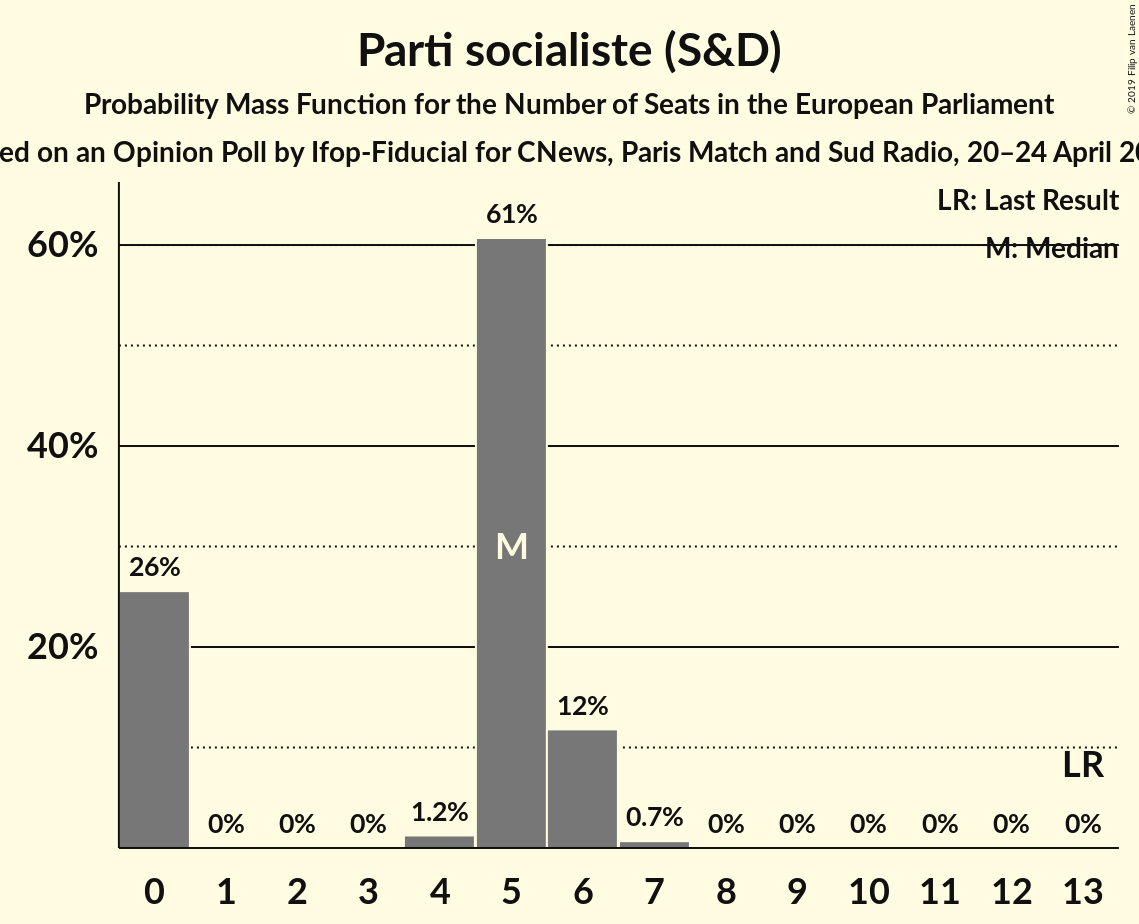 Parti socialiste (S&D)
Probability Mass Function for the Number of Seats in the European Parliament
ed on an Opinion Poll by Ifop-Fiducial for CNews, Paris Match and Sud Radio, 20–24 April 20
© 2019 Filip van Laenen
LR: Last Result
M: Median
60%
40%
20%
26%
0%
0%
0%
1.2%
61%
12%
0.7%
0%
0%
0%
0%
0%
0%
M
LR
0 1 2 3 4 5 6 7 8 9 10 11 12 13